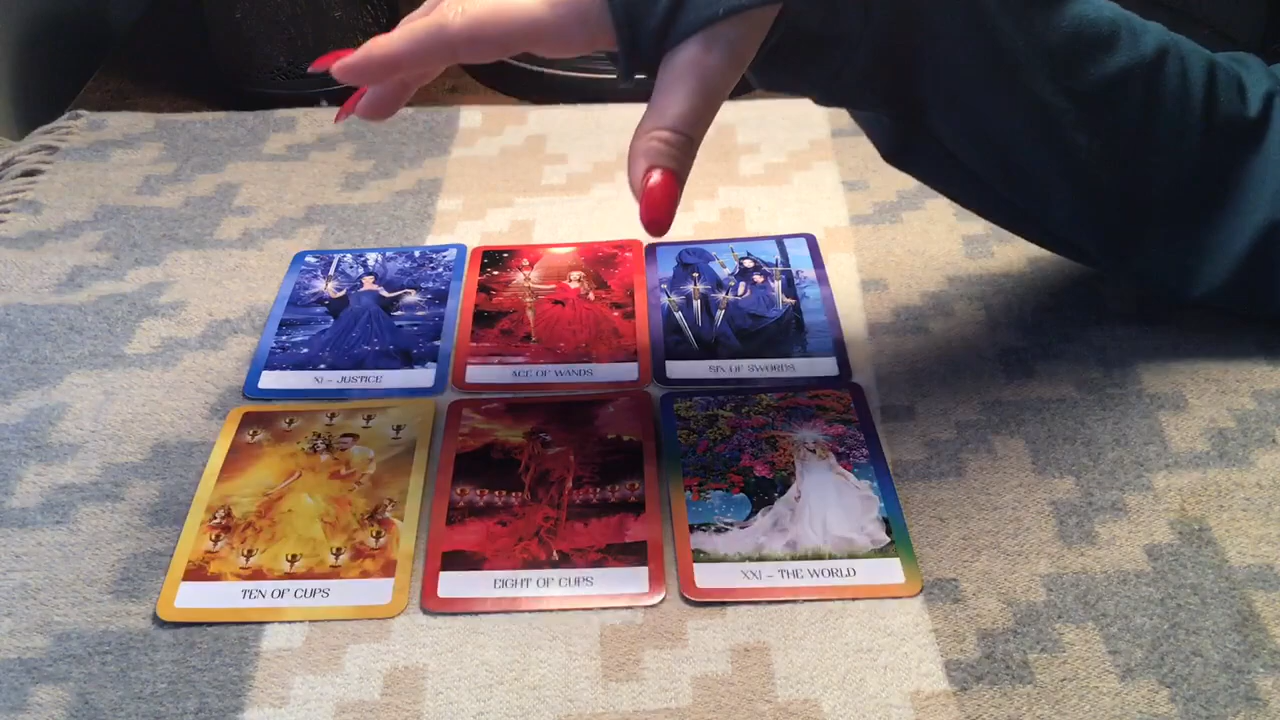 XI – JUSTICE
ACE OF WANDS
SIX OF SWORDS
TEN OF CUPS
EIGHT OF CUPS
XXI – THE WORLD